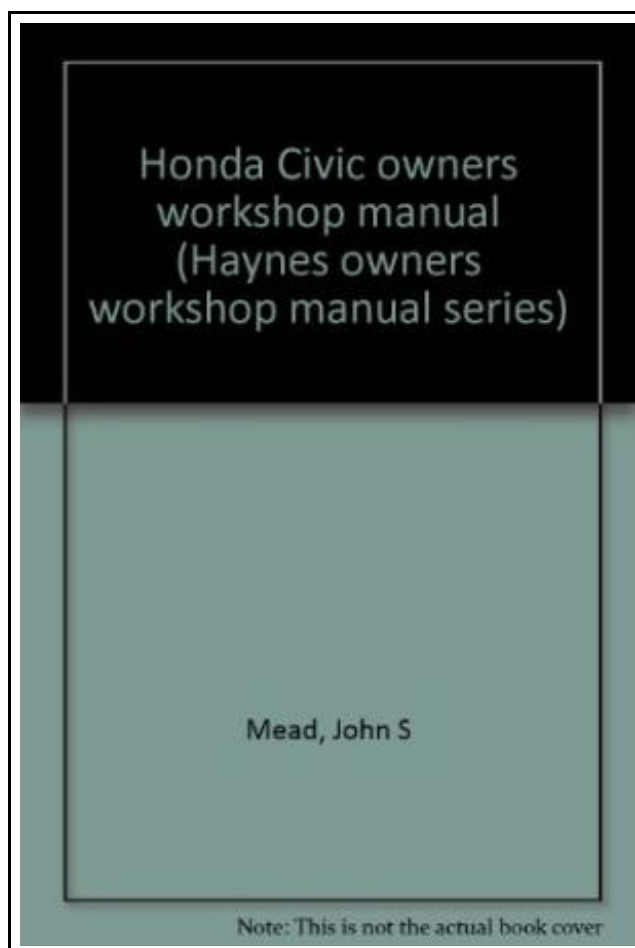 Honda Civic owners
workshop manual
(Haynes owners
workshop manual series)
Mead, John S
Note: This is not the actual book cover